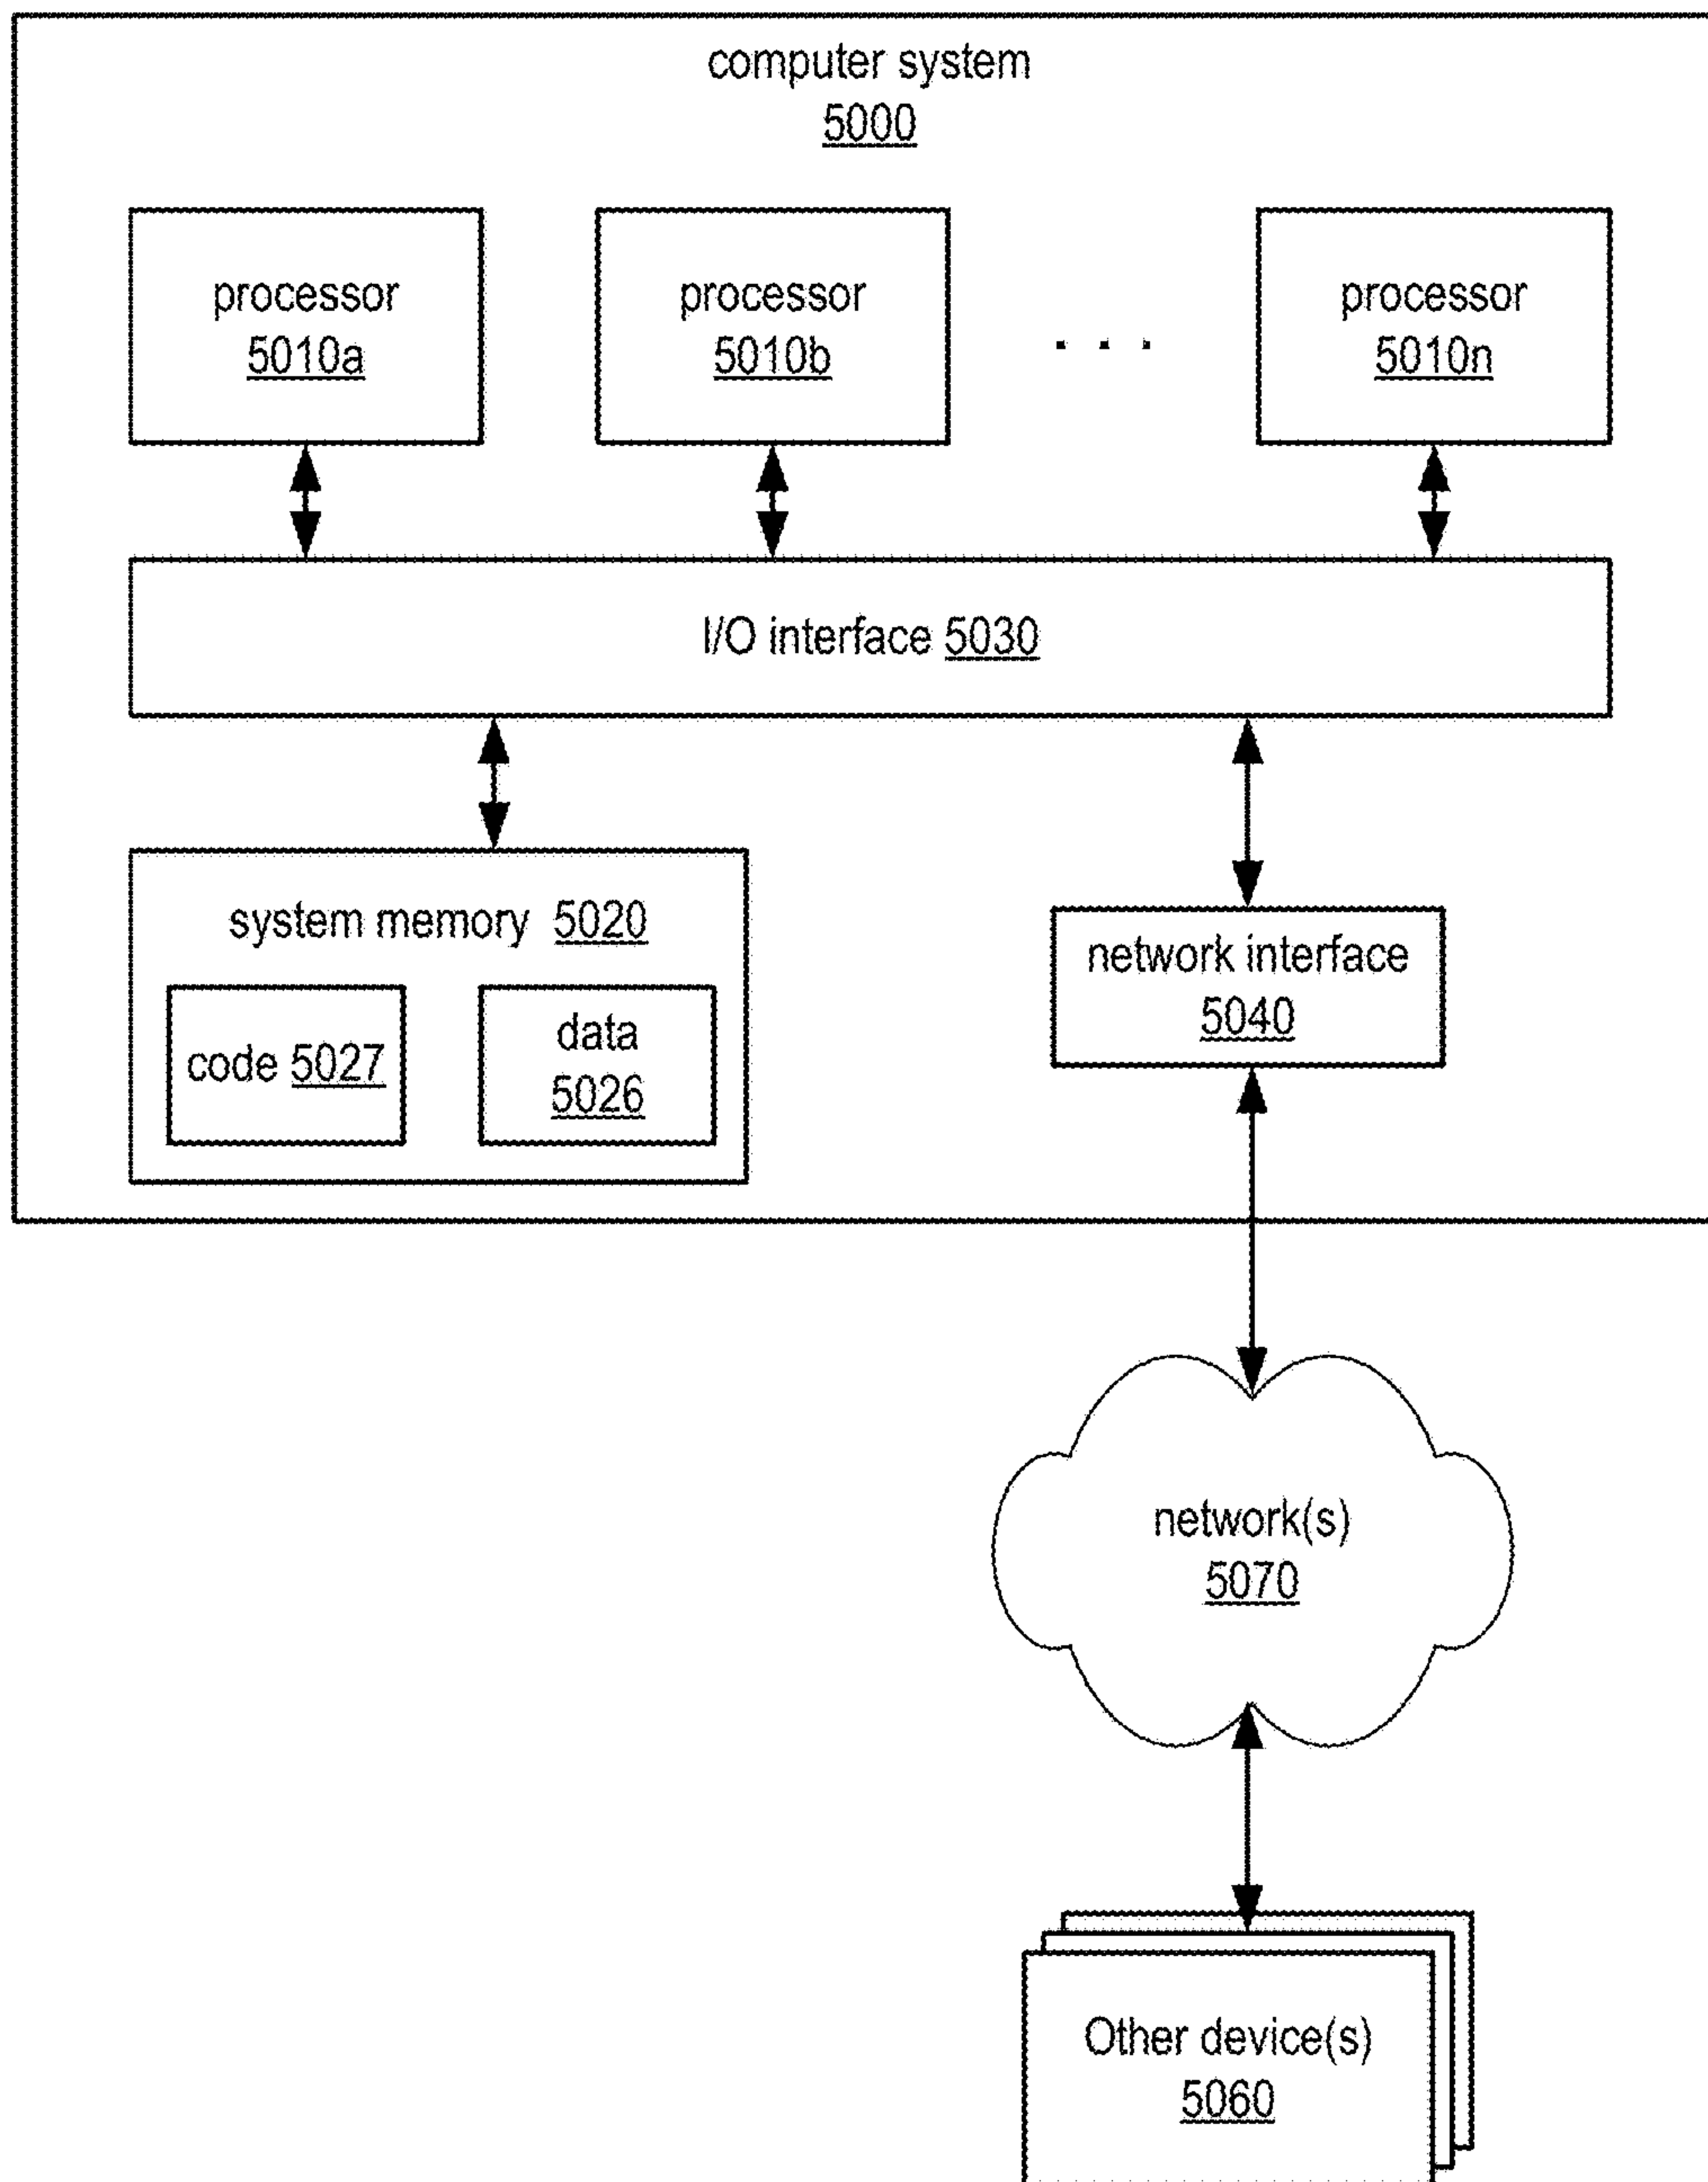 computer system
5000
processor
5010a
processor
5010b
. . .
processor
5010n
I/O interface 5030
system memory 5020
code 5027
data
5026
network interface
5040
network(s)
5070
Other device(s)
5060